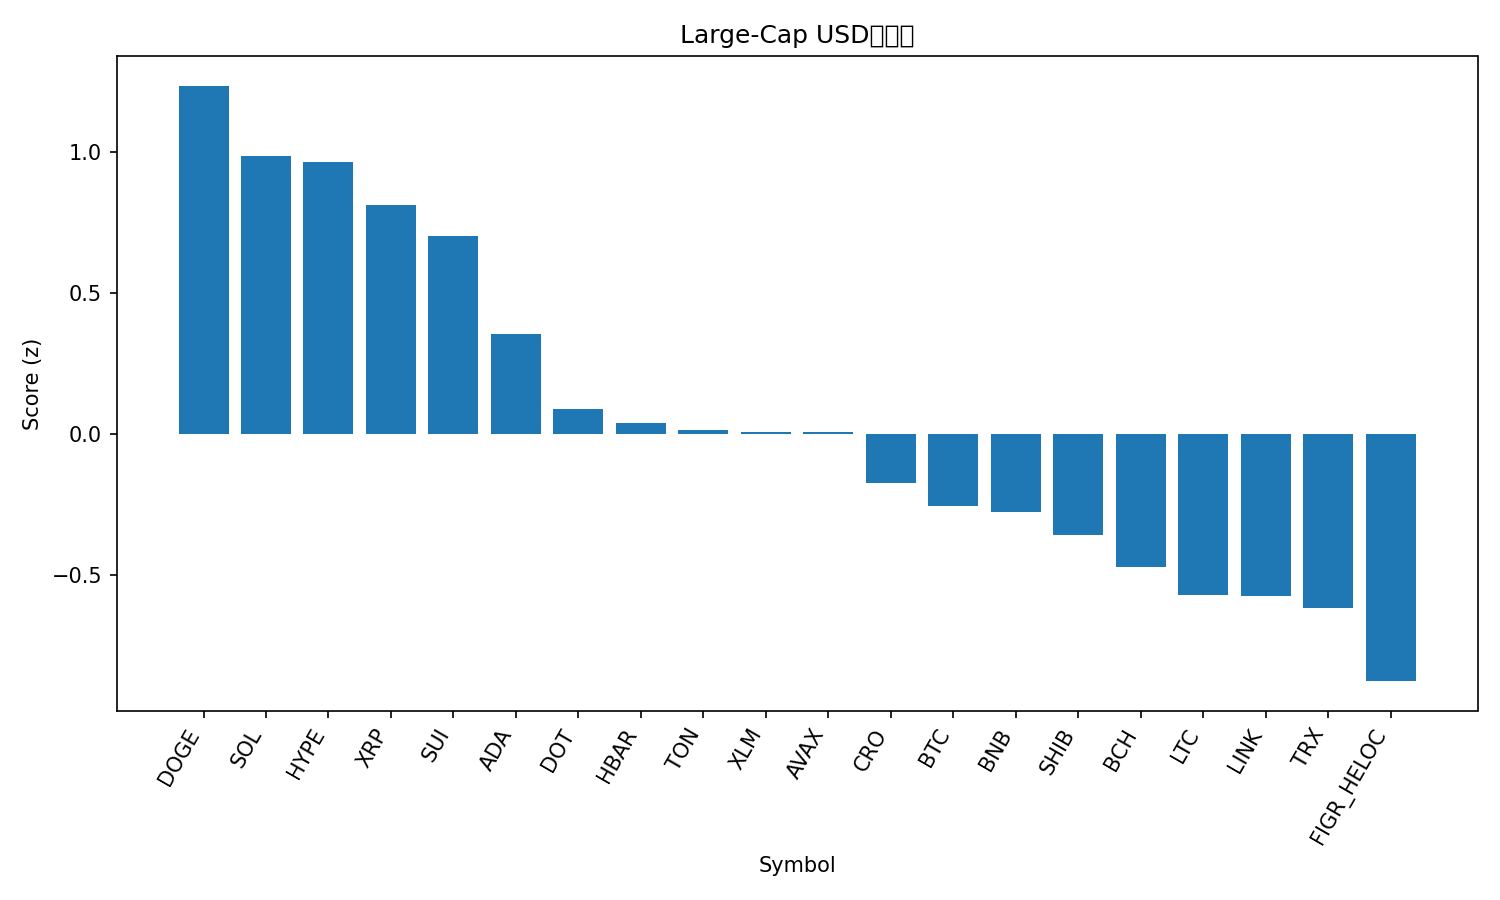 Large-Cap USD
Score (z)
1.0
0.5
0.0
−0.5
DOGE
SOL
HYPE
XRP
SUI
ADA
DOT
HBAR
TON
XLM
AVAX
CRO
BTC
BNB
SHIB
BCH
LTC
LINK
TRX
FIGR_HELOC
Symbol